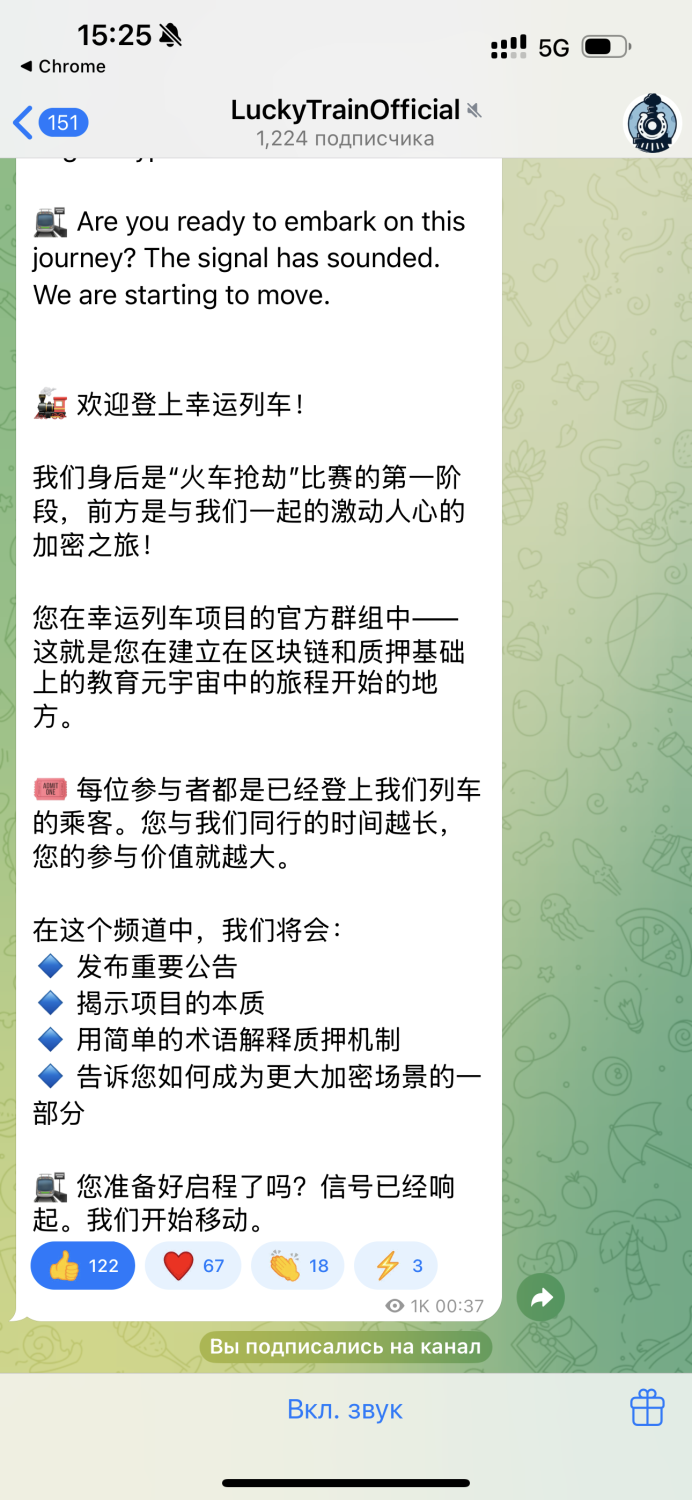 15:25
5G
Chrome
151
LuckyTrainOfficial
1,224 подписчика
Are you ready to embark on this
journey? The signal has sounded.
We are starting to move.
欢迎登上幸运列车！
我们身后是“火车抢劫”比赛的第一阶
段，前方是与我们一起的激动人心的
加密之旅！
您在幸运列车项目的官方群组中——
这就是您在建立在区块链和质押基础
上的教育元宇宙中的旅程开始的地
方。
每位参与者都是已经登上我们列车
的乘客。您与我们同行的时间越长，
您的参与价值就越大。
在这个频道中，我们将会：
发布重要公告
揭示项目的本质
用简单的术语解释质押机制
告诉您如何成为更大加密场景的一
部分
您准备好启程了吗？信号已经响
起。我们开始移动。
122
67
18
3
1K 00:37
Вы подписались на канал
Вкл. звук